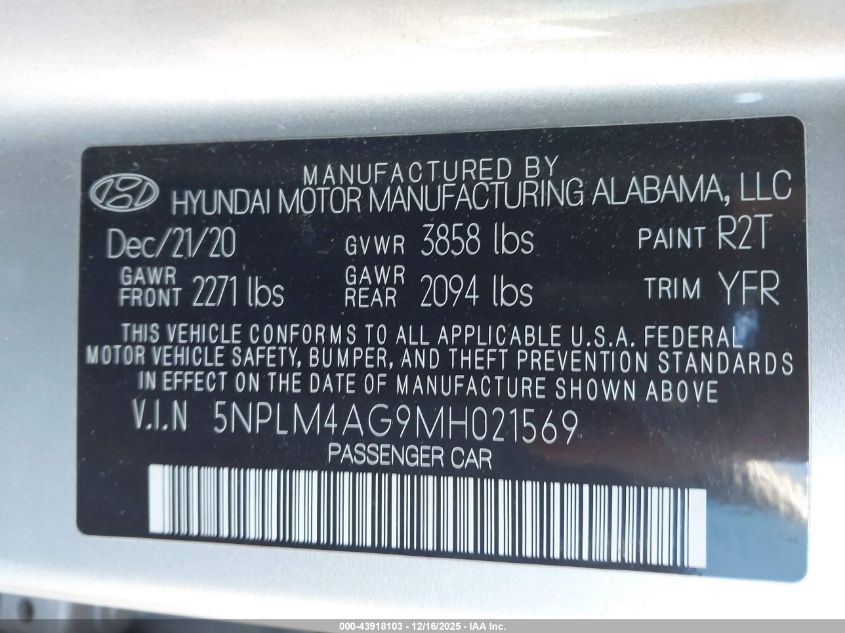 MANUFACTURED BY
HYUNDAI MOTOR MANUFACTURING ALABAMA, LLC
Dec/21/20 GVWR 3858 lbs PAINT R2T
GAWR FRONT 2271 lbs GAWR REAR 2094 lbs TRIM YFR
THIS VEHICLE CONFORMS TO ALL APPLICABLE U.S.A. FEDERAL
MOTOR VEHICLE SAFETY, BUMPER, AND THEFT PREVENTION STANDARDS
IN EFFECT ON THE DATE OF MANUFACTURE SHOWN ABOVE
V.I.N 5NPLM4AG9MH021569
PASSENGER CAR
000-43918103 - 12/16/2025 - IAA Inc.